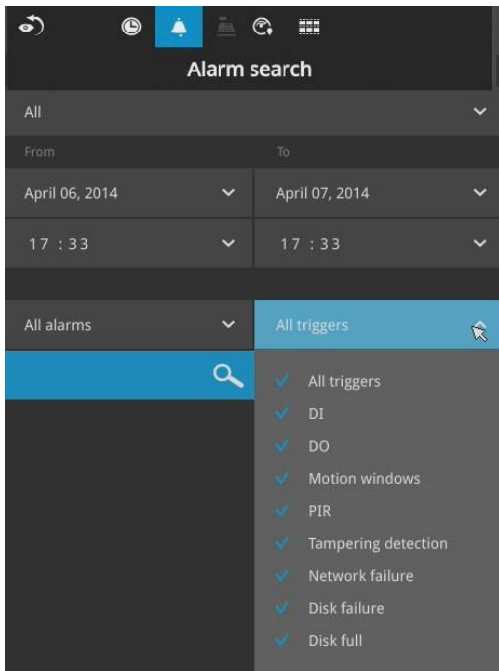 Alarm search
All
From To
April 06, 2014 April 07, 2014
17 : 33 17 : 33
All alarms All triggers
All triggers
DI
DO
Motion windows
PIR
Tampering detection
Network failure
Disk failure
Disk full